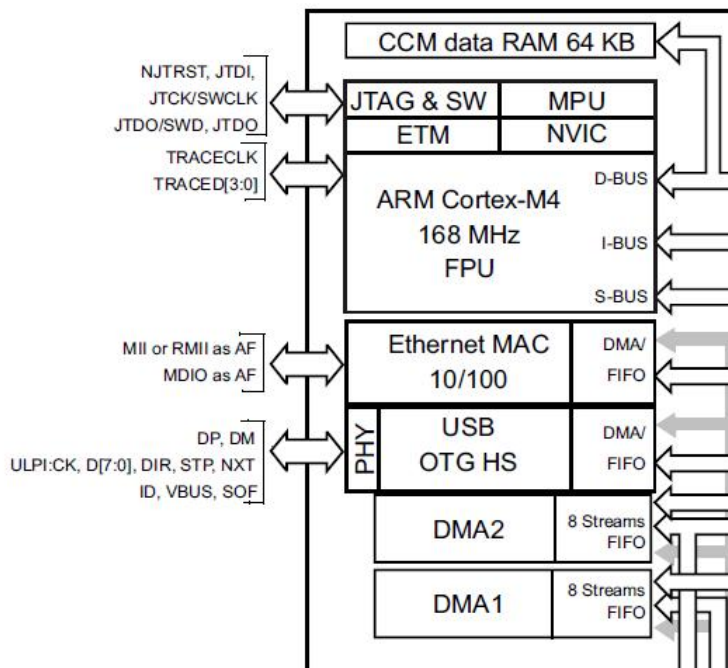 CCM data RAM 64 KB
NJTRST, JTDI,
JTCK/SWCLK
JTDO/SWD, JTDO
JTAG & SW
MPU
ETM
NVIC
TRACECLK
TRACED[3:0]
D-BUS
ARM Cortex-M4
168 MHz
FPU
I-BUS
S-BUS
MII or RMII as AF
MDIO as AF
Ethernet MAC
10/100
DMA/
FIFO
DP, DM
ULPI:CK, D[7:0], DIR, STP, NXT
ID, VBUS, SOF
PHY
USB
OTG HS
DMA/
FIFO
DMA2
8 Streams
FIFO
DMA1
8 Streams
FIFO